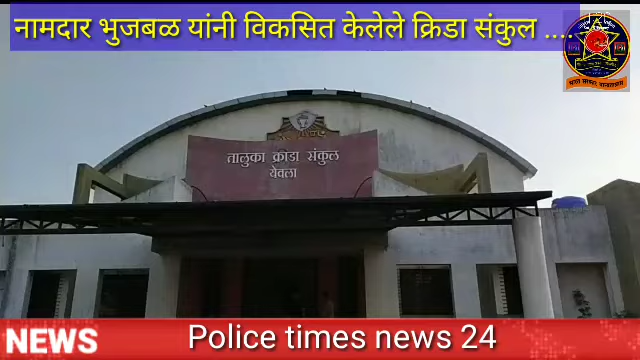 नामदार भुजबळ यांनी विकसित केलेले क्रिडा संकुल ....
तालुका क्रीडा संकुल
येवला
NEWS
Police times news 24